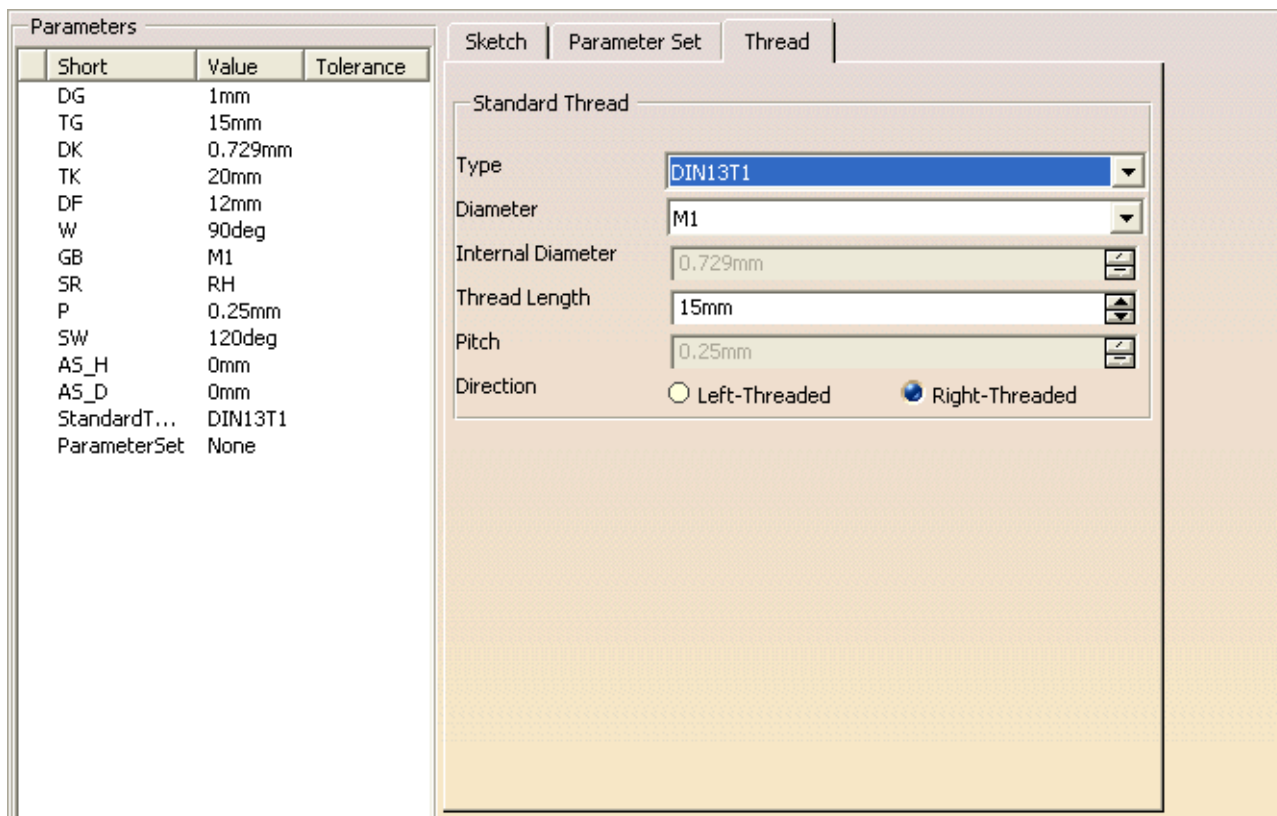 Parameters
Short Value Tolerance
DG 1mm
TG 15mm
DK 0.729mm
TK 20mm
DF 12mm
W 90deg
GB M1
SR RH
P 0.25mm
SW 120deg
AS_H 0mm
AS_D 0mm
StandardT... DIN13T1
ParameterSet None
Sketch Parameter Set Thread
Standard Thread
Type DIN13T1
Diameter M1
Internal Diameter 0.729mm
Thread Length 15mm
Pitch 0.25mm
Direction Left-Threaded Right-Threaded